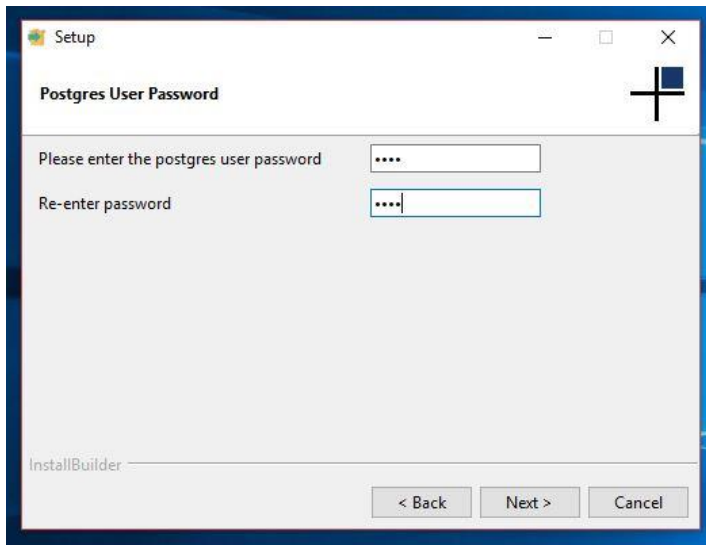 Setup
Postgres User Password
Please enter the postgres user password ••••
Re-enter password ••••
InstallBuilder
< Back Next > Cancel